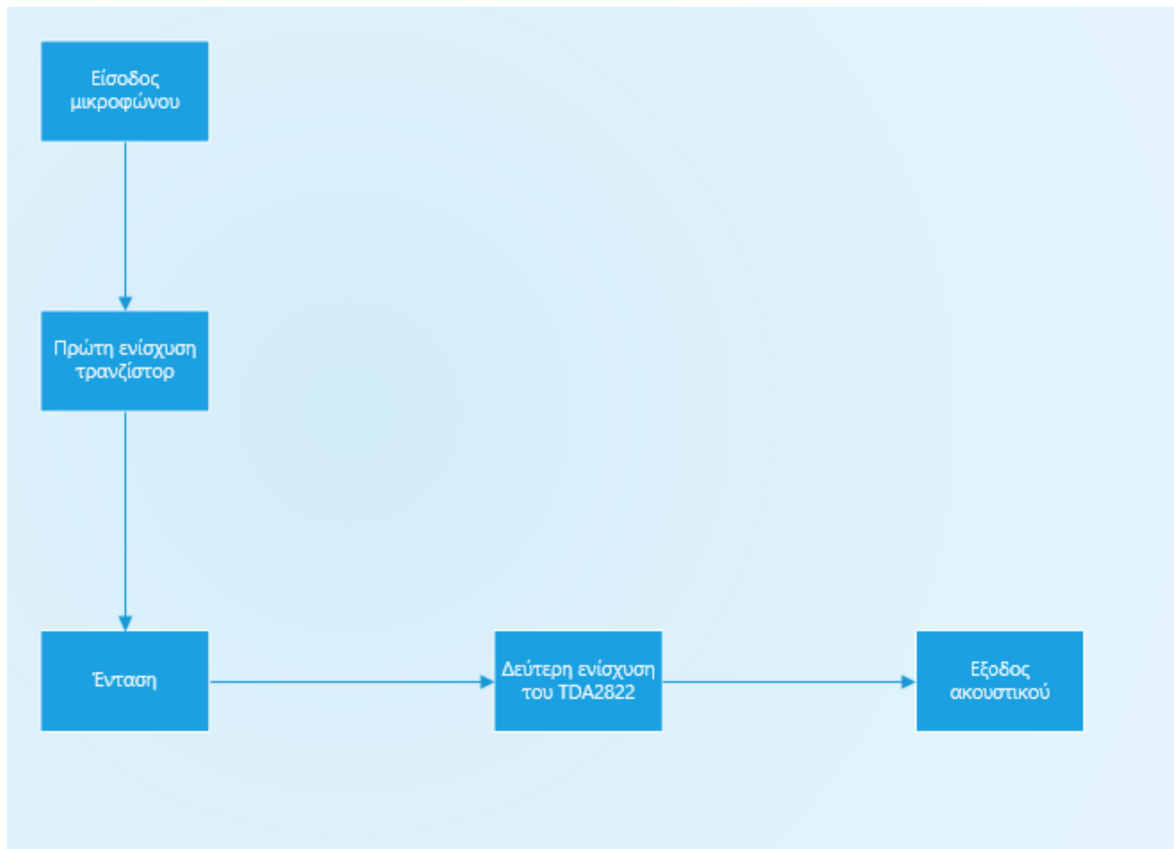 Είσοδος
μικροφώνου
Πρώτη ενίσχυση
τρανζίστορ
Ένταση
Δεύτερη ενίσχυση
του TDA2822
Εξοδος
ακουστικού